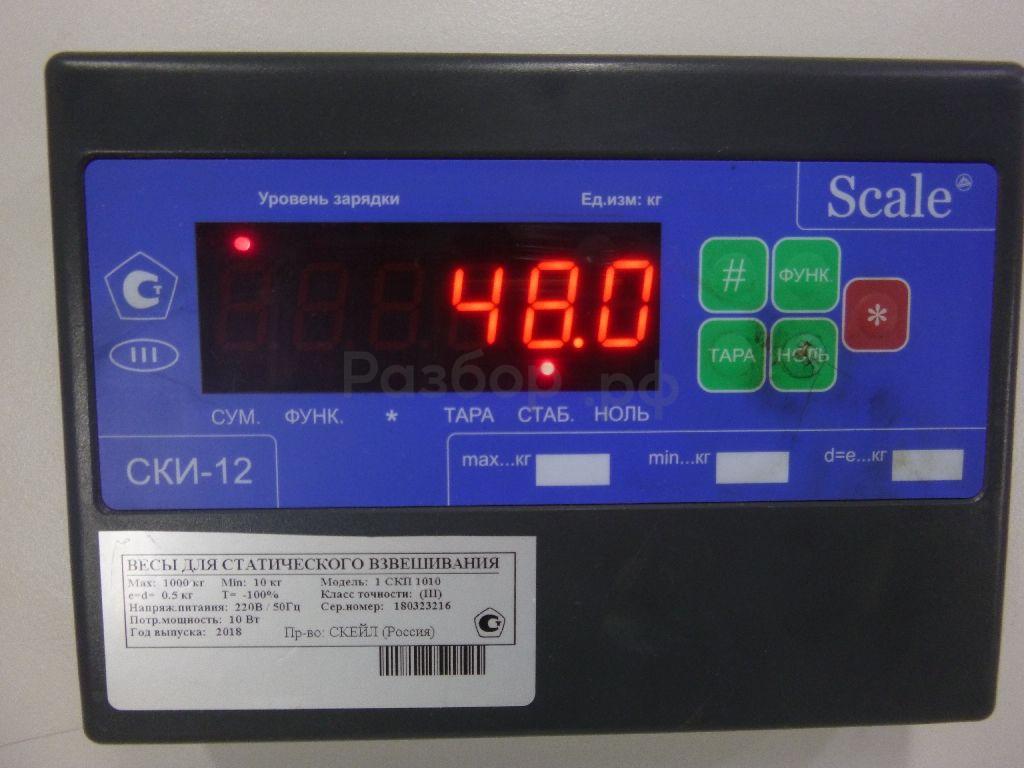 Уровень зарядки Ед.изм: кг
Scale
48.0
# ФУНК.
*
ТАРА НОЛЬ
Разбор.рф
III
СУМ. ФУНК. * ТАРА СТАБ. НОЛЬ
СКИ-12
max...кг min...кг d=e...кг
ВЕСЫ ДЛЯ СТАТИЧЕСКОГО ВЗВЕШИВАНИЯ
Max: 1000 кг Min: 10 кг Модель: 1 СКП 1010
e=d= 0.5 кг T= -100% Класс точности: (III)
Напряж.питания: 220В / 50Гц Сер.номер: 180323216
Потр.мощность: 10 Вт
Год выпуска: 2018 Пр-во: СКЕЙЛ (Россия)